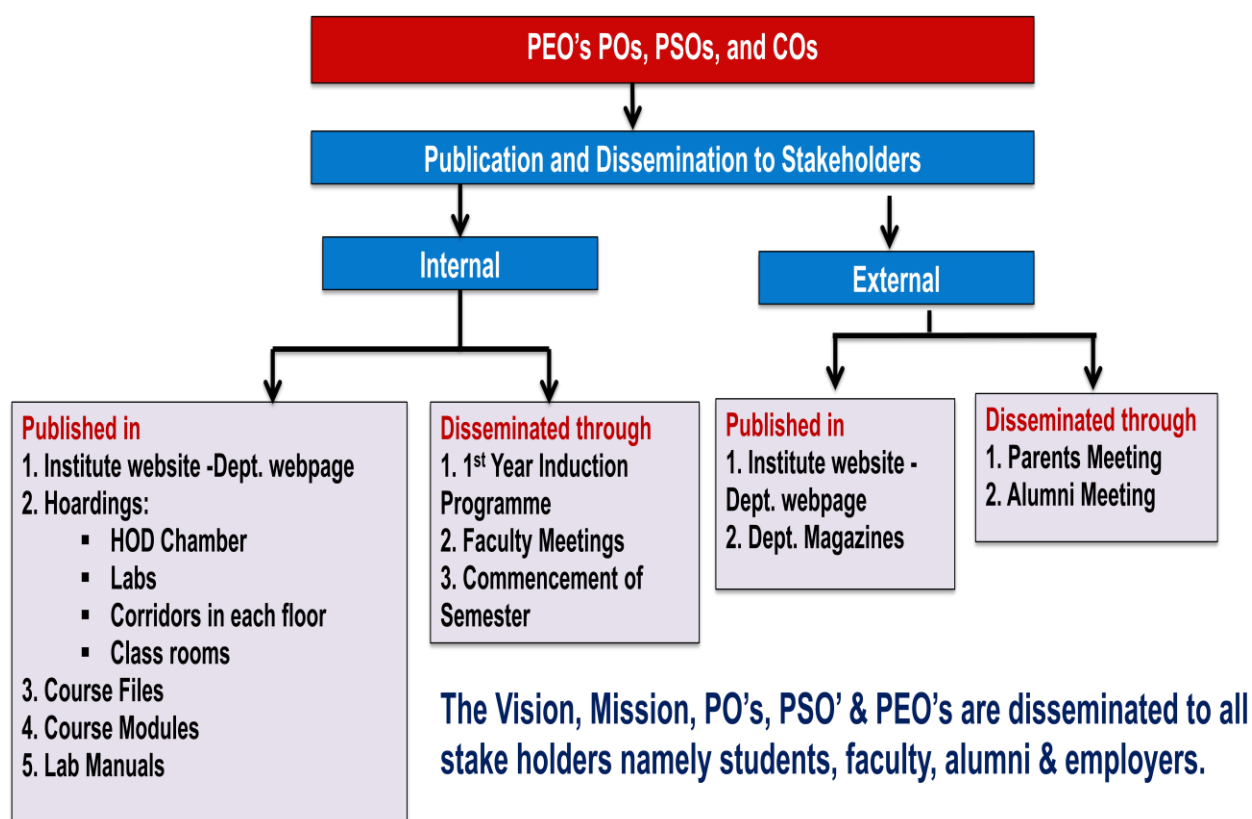 PEO's POs, PSOs, and COs
Publication and Dissemination to Stakeholders
Internal
External
Published in
1. Institute website -Dept. webpage
2. Hoardings:
▪ HOD Chamber
▪ Labs
▪ Corridors in each floor
▪ Class rooms
3. Course Files
4. Course Modules
5. Lab Manuals
Disseminated through
1. 1st Year Induction
Programme
2. Faculty Meetings
3. Commencement of
Semester
Published in
1. Institute website -
Dept. webpage
2. Dept. Magazines
Disseminated through
1. Parents Meeting
2. Alumni Meeting
The Vision, Mission, PO's, PSO' & PEO's are disseminated to all
stake holders namely students, faculty, alumni & employers.